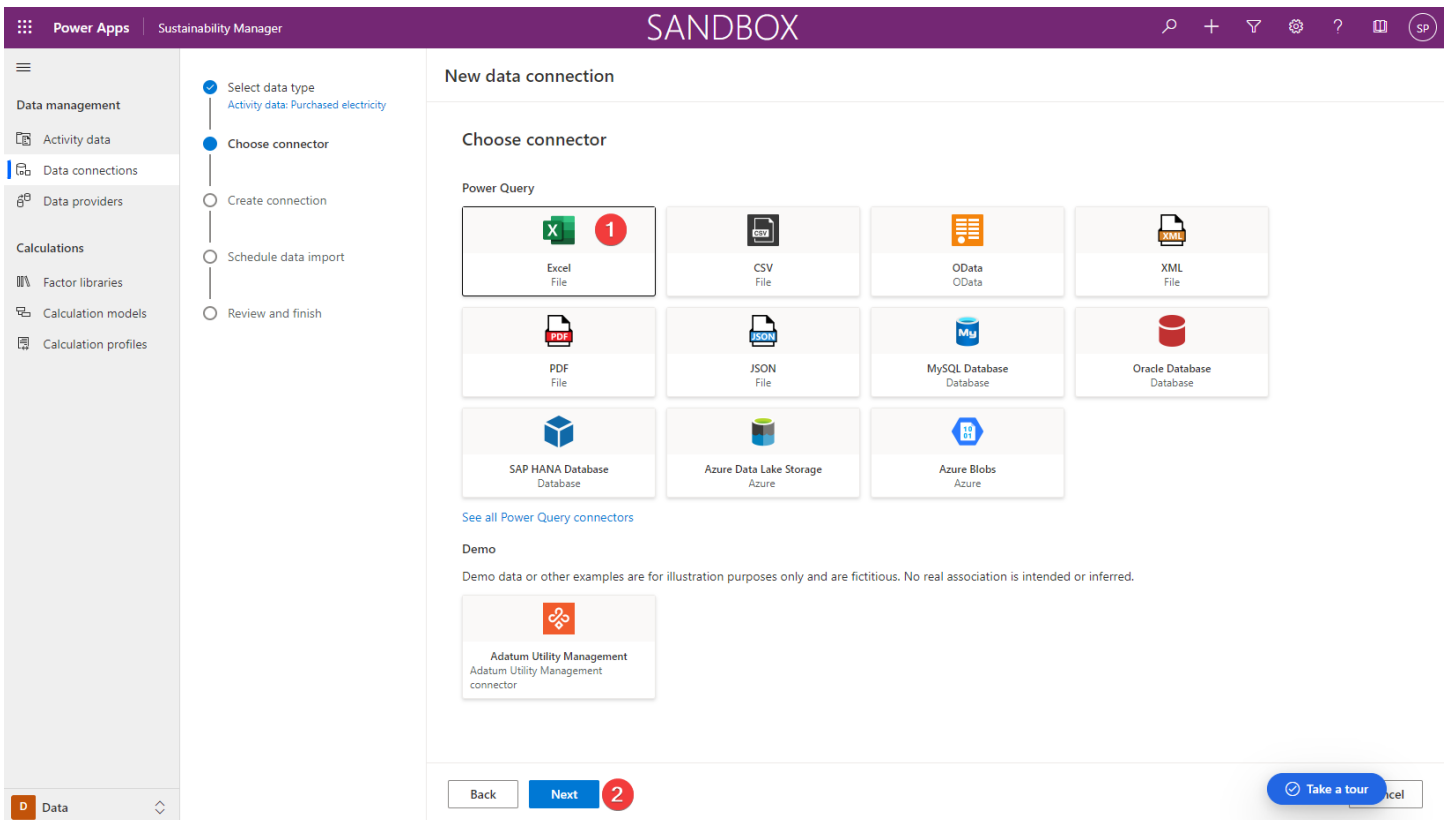 Power Apps
Sustainability Manager
SANDBOX
SP
Data management
Activity data
Data connections
Data providers
Calculations
Factor libraries
Calculation models
Calculation profiles
D
Data
Select data type
Activity data: Purchased electricity
Choose connector
Create connection
Schedule data import
Review and finish
New data connection
Choose connector
Power Query
1
Excel
File
CSV
CSV
File
OData
OData
XML
XML
File
PDF
PDF
File
JSON
JSON
File
My
MySQL Database
Database
Oracle Database
Database
SAP HANA Database
Database
Azure Data Lake Storage
Azure
10
01
Azure Blobs
Azure
See all Power Query connectors
Demo
Demo data or other examples are for illustration purposes only and are fictitious. No real association is intended or inferred.
Adatum Utility Management
Adatum Utility Management
connector
Back
Next
2
Take a tour
cel